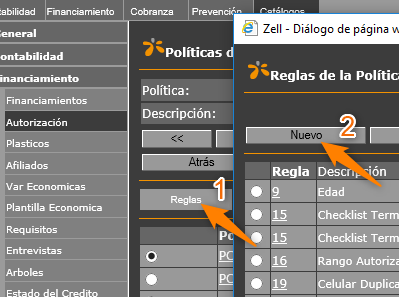 tabilidad Financiamiento Cobranza Prevención Catálogos
General
Contabilidad
Financiamiento
Financiamientos
Autorización
Plasticos
Afiliados
Var Economicas
Plantilla Economica
Requisitos
Entrevistas
Arboles
Estado del Credito
Políticas d
Política:
Descripción:
<<
Atrás
1
Reglas
Po
PC
PC
Zell - Diálogo de página w
Reglas de la Polític
2
Nuevo
Regla Descripción
9 Edad
15 Checklist Term
15 Checklist Term
16 Rango Autoriza
19 Celular Duplica